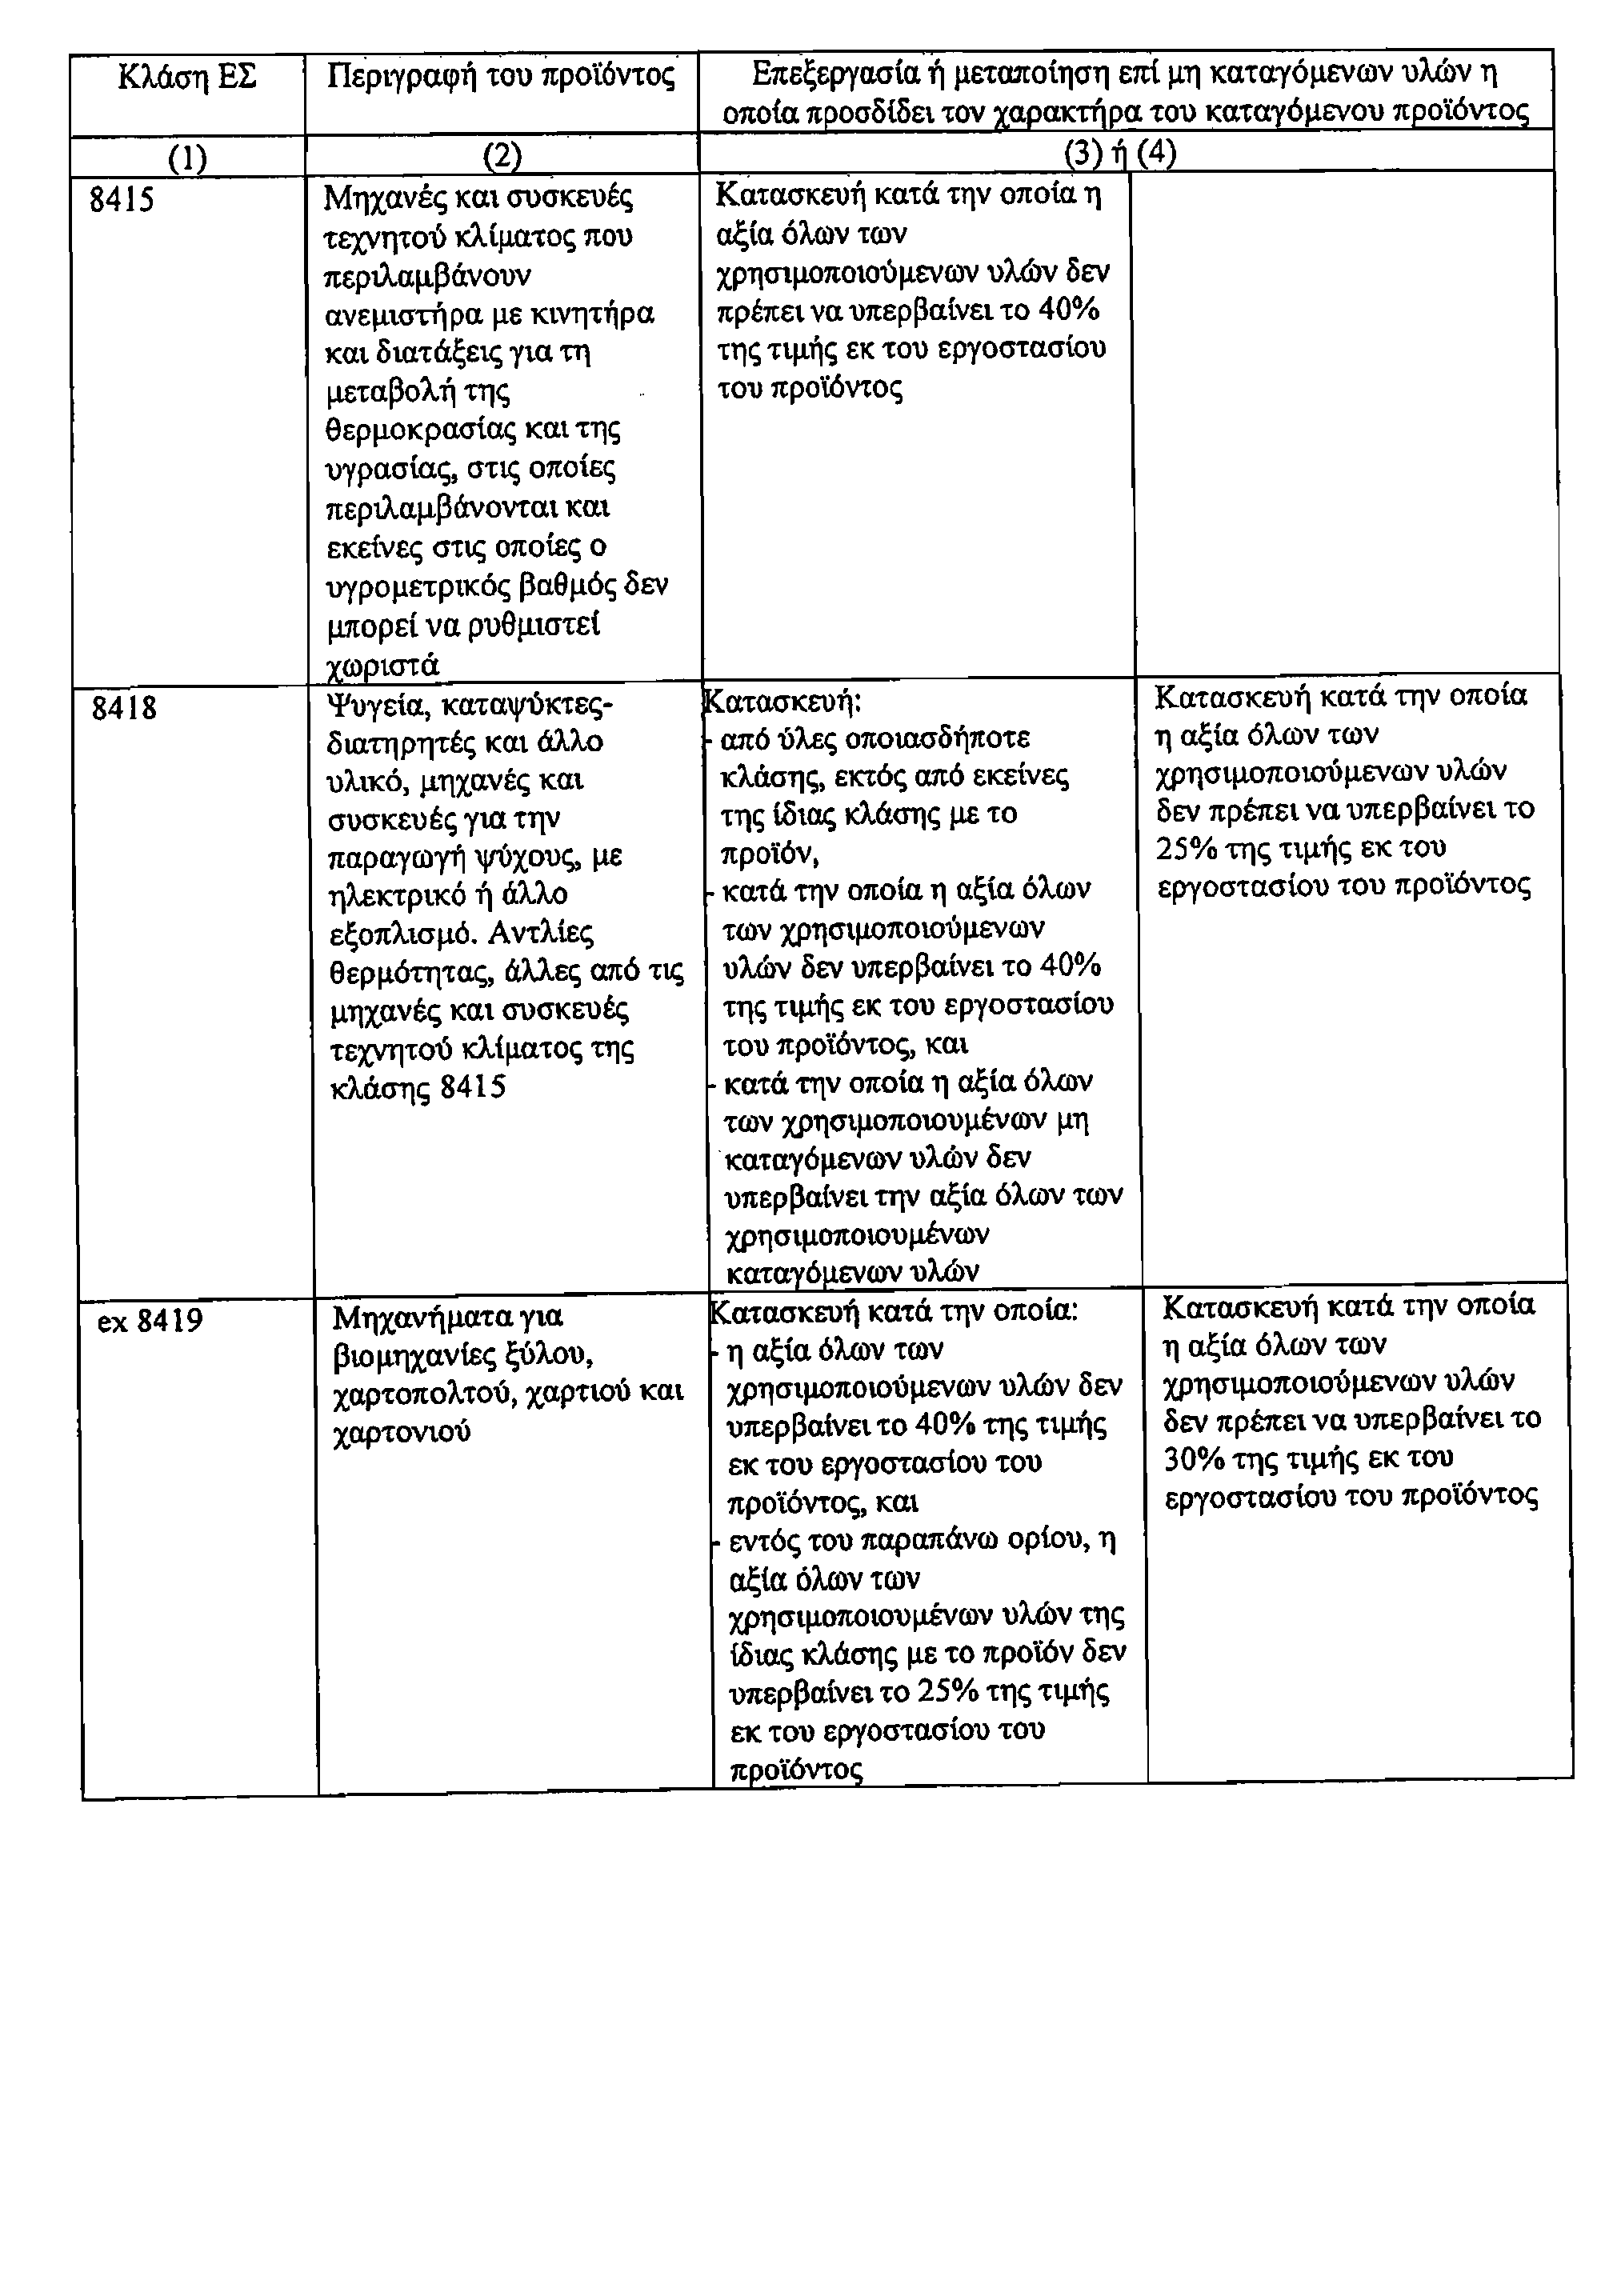 Κλάση ΕΣ
Περιγραφή του προϊόντος
Επεξεργασία ή μεταποίηση επί μη καταγόμενων υλών η
οποία προσδίδει τον χαρακτήρα του καταγόμενου προϊόντος
(1)
(2)
(3) ή (4)
8415
Μηχανές και συσκευές
τεχνητού κλίματος που
περιλαμβάνουν
ανεμιστήρα με κινητήρα
και διατάξεις για τη
μεταβολή της
θερμοκρασίας και της
υγρασίας, στις οποίες
περιλαμβάνονται και
εκείνες στις οποίες ο
υγρομετρικός βαθμός δεν
μπορεί να ρυθμιστεί
χωριστά
Κατασκευή κατά την οποία η
αξία όλων των
χρησιμοποιούμενων υλών δεν
πρέπει να υπερβαίνει το 40%
της τιμής εκ του εργοστασίου
του προϊόντος
8418
Ψυγεία, καταψύκτες-
διατηρητές και άλλο
υλικό, μηχανές και
συσκευές για την
παραγωγή ψύχους, με
ηλεκτρικό ή άλλο
εξοπλισμό. Αντλίες
θερμότητας, άλλες από τις
μηχανές και συσκευές
τεχνητού κλίματος της
κλάσης 8415
Κατασκευή:
- από ύλες οποιασδήποτε
κλάσης, εκτός από εκείνες
της ίδιας κλάσης με το
προϊόν,
- κατά την οποία η αξία όλων
των χρησιμοποιούμενων
υλών δεν υπερβαίνει το 40%
της τιμής εκ του εργοστασίου
του προϊόντος, και
- κατά την οποία η αξία όλων
των χρησιμοποιουμένων μη
καταγόμενων υλών δεν
υπερβαίνει την αξία όλων των
χρησιμοποιουμένων
καταγόμενων υλών
Κατασκευή κατά την οποία
η αξία όλων των
χρησιμοποιούμενων υλών
δεν πρέπει να υπερβαίνει το
25% της τιμής εκ του
εργοστασίου του προϊόντος
ex 8419
Μηχανήματα για
βιομηχανίες ξύλου,
χαρτοπολτού, χαρτιού και
χαρτονιού
Κατασκευή κατά την οποία:
- η αξία όλων των
χρησιμοποιούμενων υλών δεν
υπερβαίνει το 40% της τιμής
εκ του εργοστασίου του
προϊόντος, και
- εντός του παραπάνω ορίου, η
αξία όλων των
χρησιμοποιουμένων υλών της
ίδιας κλάσης με το προϊόν δεν
υπερβαίνει το 25% της τιμής
εκ του εργοστασίου του
προϊόντος
Κατασκευή κατά την οποία
η αξία όλων των
χρησιμοποιούμενων υλών
δεν πρέπει να υπερβαίνει το
30% της τιμής εκ του
εργοστασίου του προϊόντος